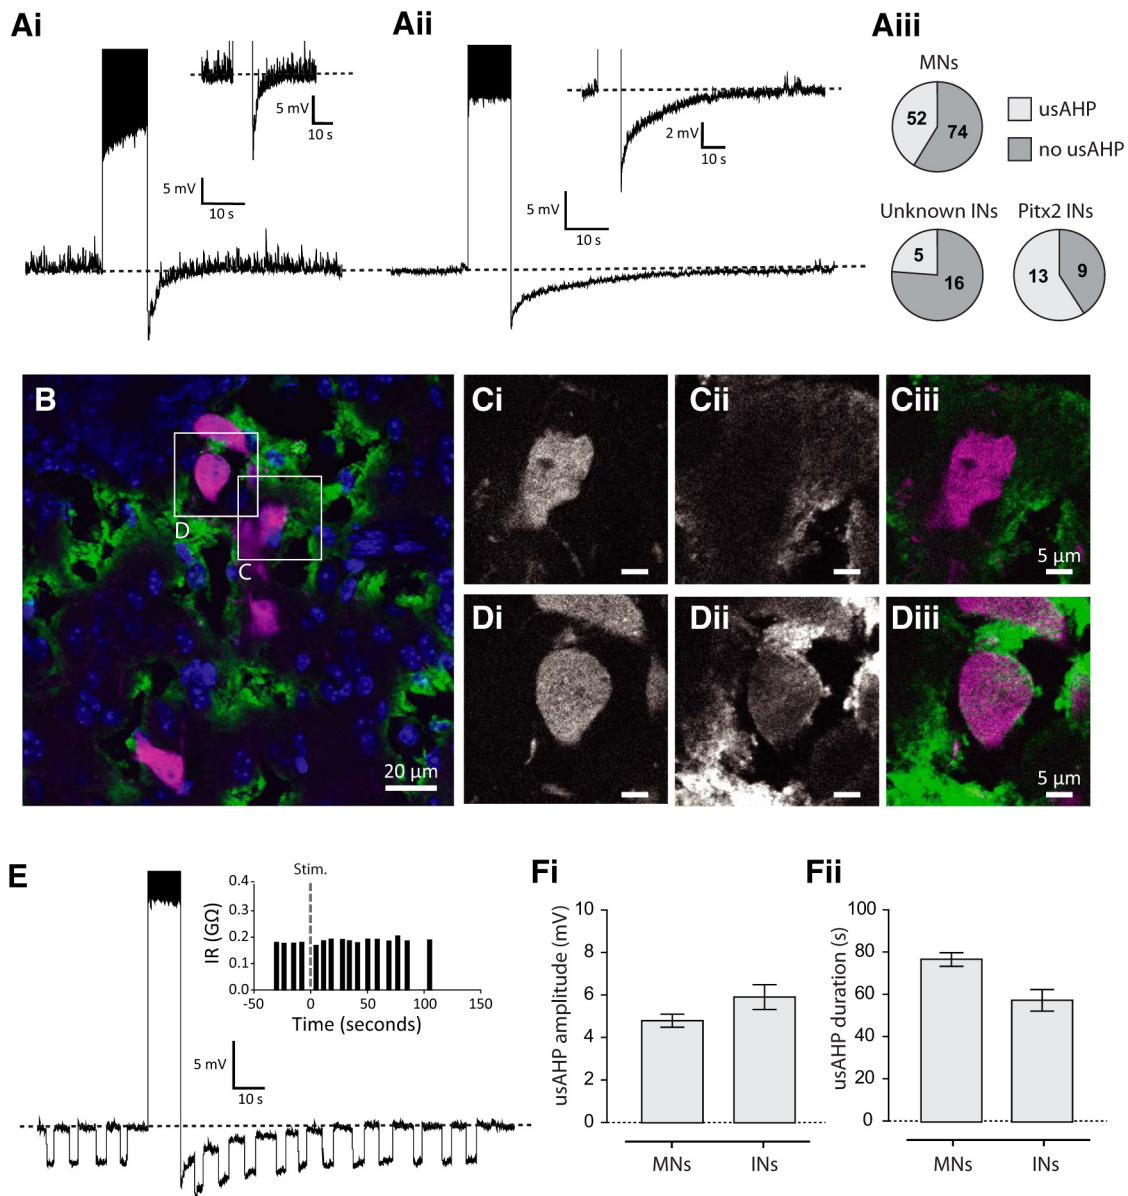 Ai
Aii
Aiii
5 mV
10 s
5 mV
10 s
2 mV
10 s
5 mV
10 s
MNs
52
74
usAHP
no usAHP
Unknown INs
5
16
Pitx2 INs
13
9
B
D
C
20 µm
Ci
Cii
Ciii
5 µm
Di
Dii
Diii
5 µm
E
Stim.
IR (GΩ)
0.4
0.3
0.2
0.1
0.0
-50
0
50
100
150
Time (seconds)
5 mV
10 s
Fi
usAHP amplitude (mV)
10
8
6
4
2
0
MNs
INs
Fii
usAHP duration (s)
100
80
60
40
20
0
MNs
INs